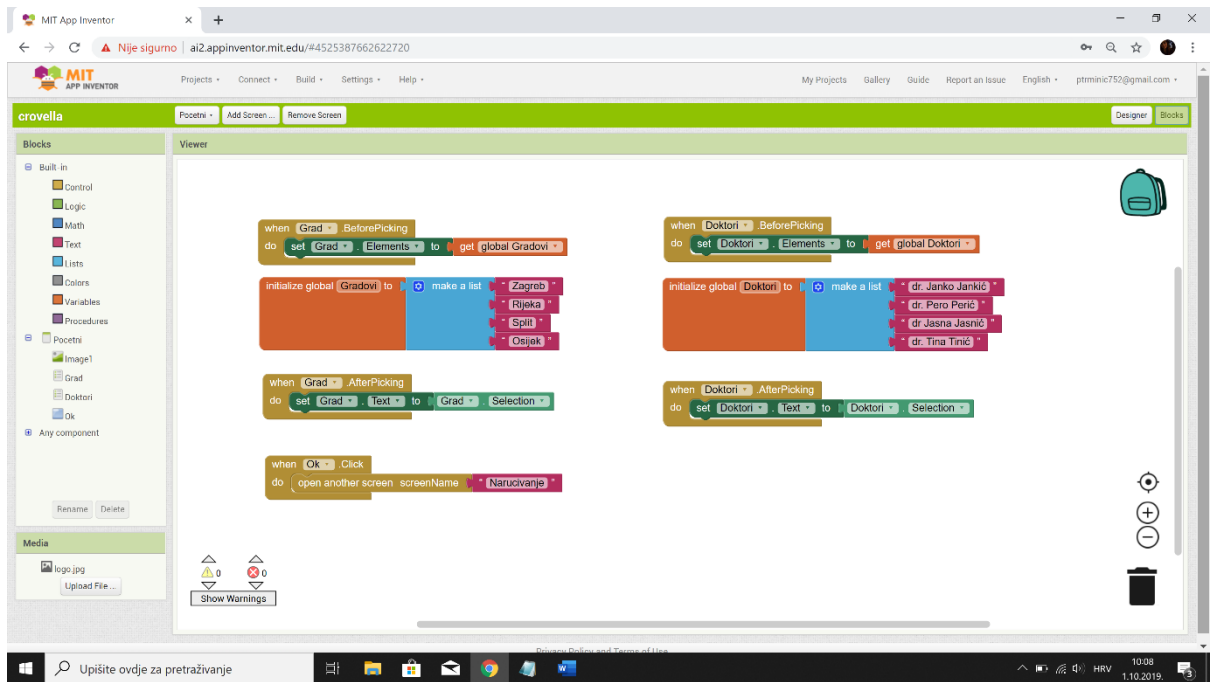 MIT App Inventor
Nije sigurno | ai2.appinventor.mit.edu/#4525387662622720
MIT
APP INVENTOR
Projects Connect Build Settings Help My Projects Gallery Guide Report an Issue English ptrminic752@gmail.com
crovella Pocetni Add Screen ... Remove Screen Designer Blocks
Blocks Viewer
Built-in
Control
Logic
Math
Text
Lists
Colors
Variables
Procedures
Pocetni
Image1
Grad
Doktori
Ok
Any component
Rename Delete
Media
logo.jpg
Upload File ...
when Grad .BeforePicking
do set Grad . Elements to get global Gradovi
initialize global Gradovi to make a list " Zagreb "
" Rijeka "
" Split "
" Osijek "
when Grad .AfterPicking
do set Grad . Text to Grad . Selection
when Ok .Click
do open another screen screenName " Narucivanje "
when Doktori .BeforePicking
do set Doktori . Elements to get global Doktori
initialize global Doktori to make a list " dr. Janko Jankić "
" dr. Pero Perić "
" dr Jasna Jasnić "
" dr. Tina Tinić "
when Doktori .AfterPicking
do set Doktori . Text to Doktori . Selection
0 0
Show Warnings
Privacy Policy and Terms of Use
Upišite ovdje za pretraživanje
HRV
10:08
1.10.2019.
3